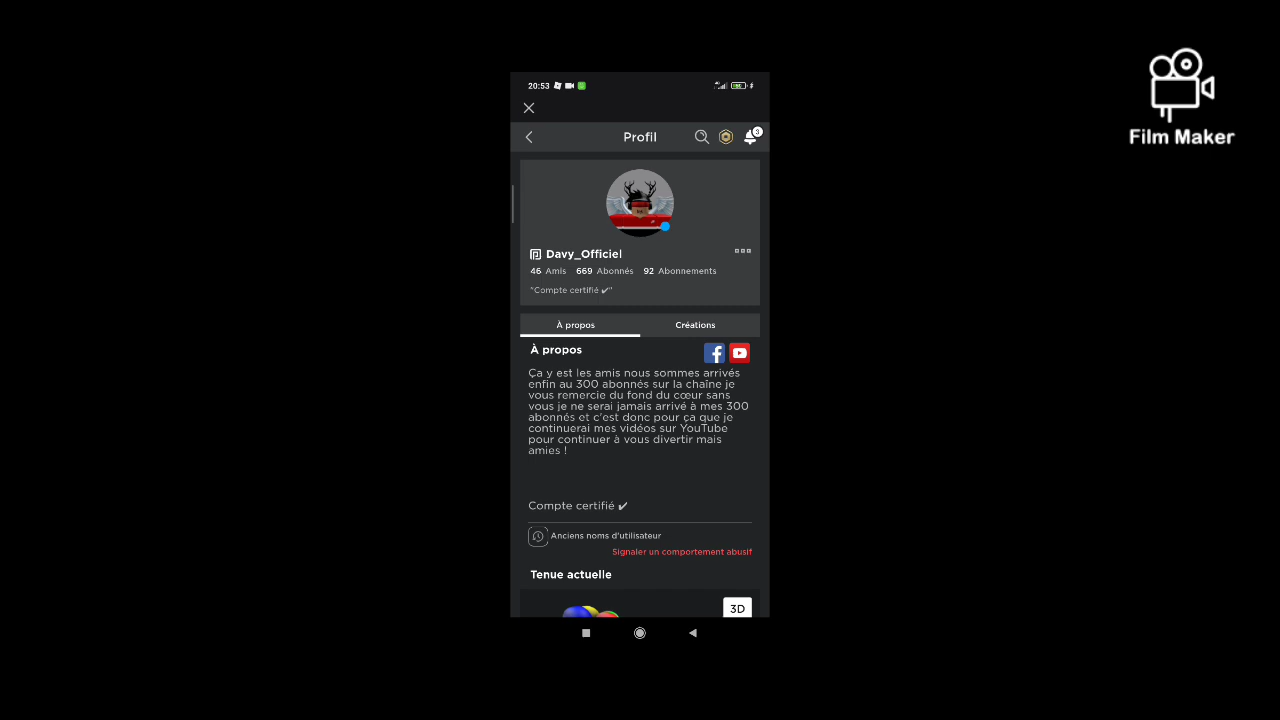 Film Maker
20:53
Profil
3
Davy_Officiel
46 Amis 669 Abonnés 92 Abonnements
"Compte certifié ✔"
À propos Créations
À propos
Ça y est les amis nous sommes arrivés
enfin au 300 abonnés sur la chaîne je
vous remercie du fond du cœur sans
vous je ne serai jamais arrivé à mes 300
abonnés et c'est donc pour ça que je
continuerai mes vidéos sur YouTube
pour continuer à vous divertir mais
amies !
Compte certifié ✔
Anciens noms d'utilisateur
Signaler un comportement abusif
Tenue actuelle
3D